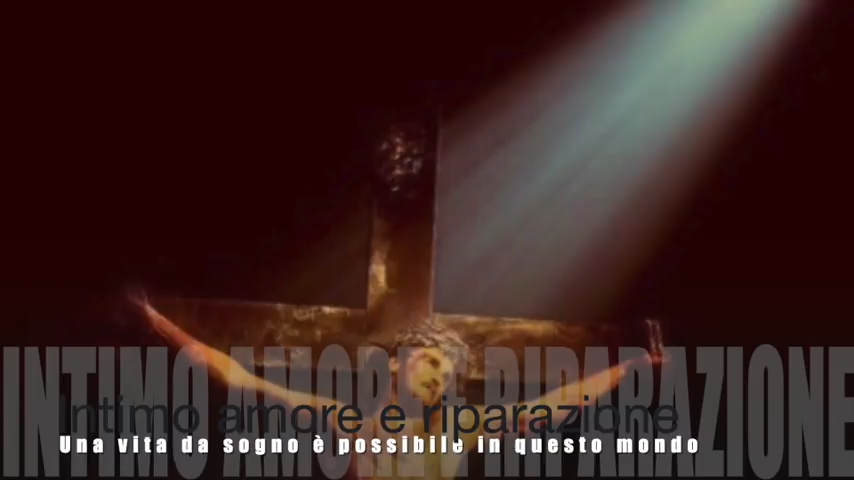 INTIMO AMORE E RIPARAZIONE
Intimo amore e riparazione
Una vita da sogno è possibile in questo mondo